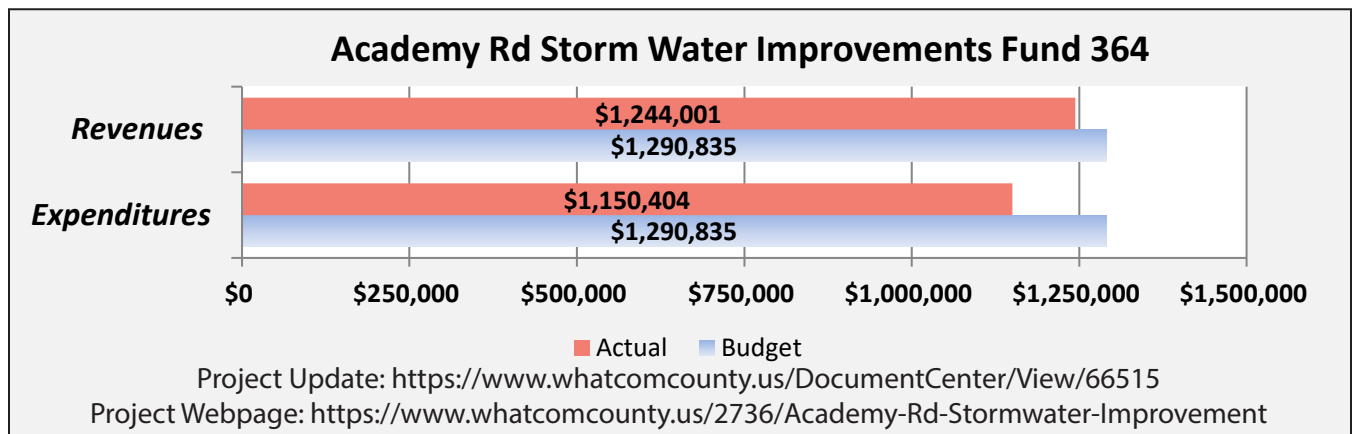 Academy Rd Storm Water Improvements Fund 364
Revenues
$1,244,001
$1,290,835
Expenditures
$1,150,404
$1,290,835
$0 $250,000 $500,000 $750,000 $1,000,000 $1,250,000 $1,500,000
Actual Budget
Project Update: https://www.whatcomcounty.us/DocumentCenter/View/66515
Project Webpage: https://www.whatcomcounty.us/2736/Academy-Rd-Stormwater-Improvement